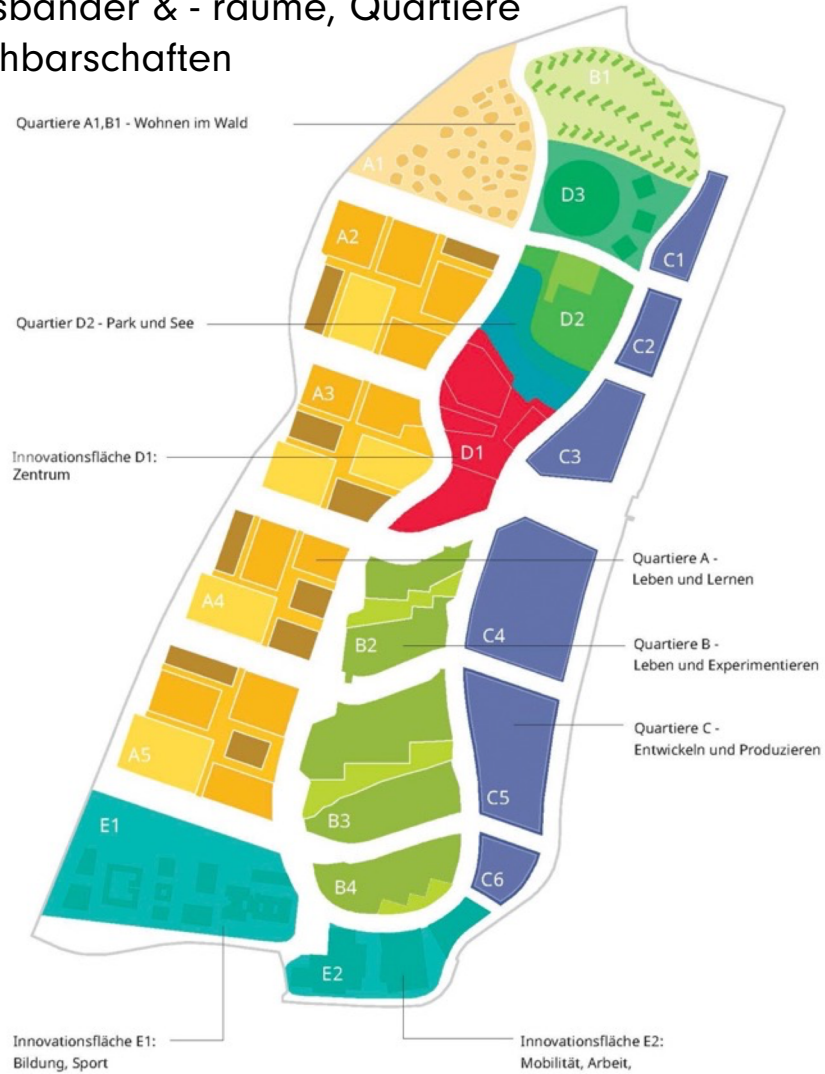 & - räume, Quartiere
Quartiere A1,B1 - Wohnen im Wald
B1
A1
D3
A2
C1
Quartier D2 - Park und See
D2
C2
A3
Innovationsfläche D1:
Zentrum
D1
C3
Quartiere A -
Leben und Lernen
A4
C4
B2
Quartiere B -
Leben und Experimentieren
Quartiere C -
Entwickeln und Produzieren
A5
C5
B3
E1
C6
B4
E2
Innovationsfläche E1:
Bildung, Sport
Innovationsfläche E2:
Mobilität, Arbeit,